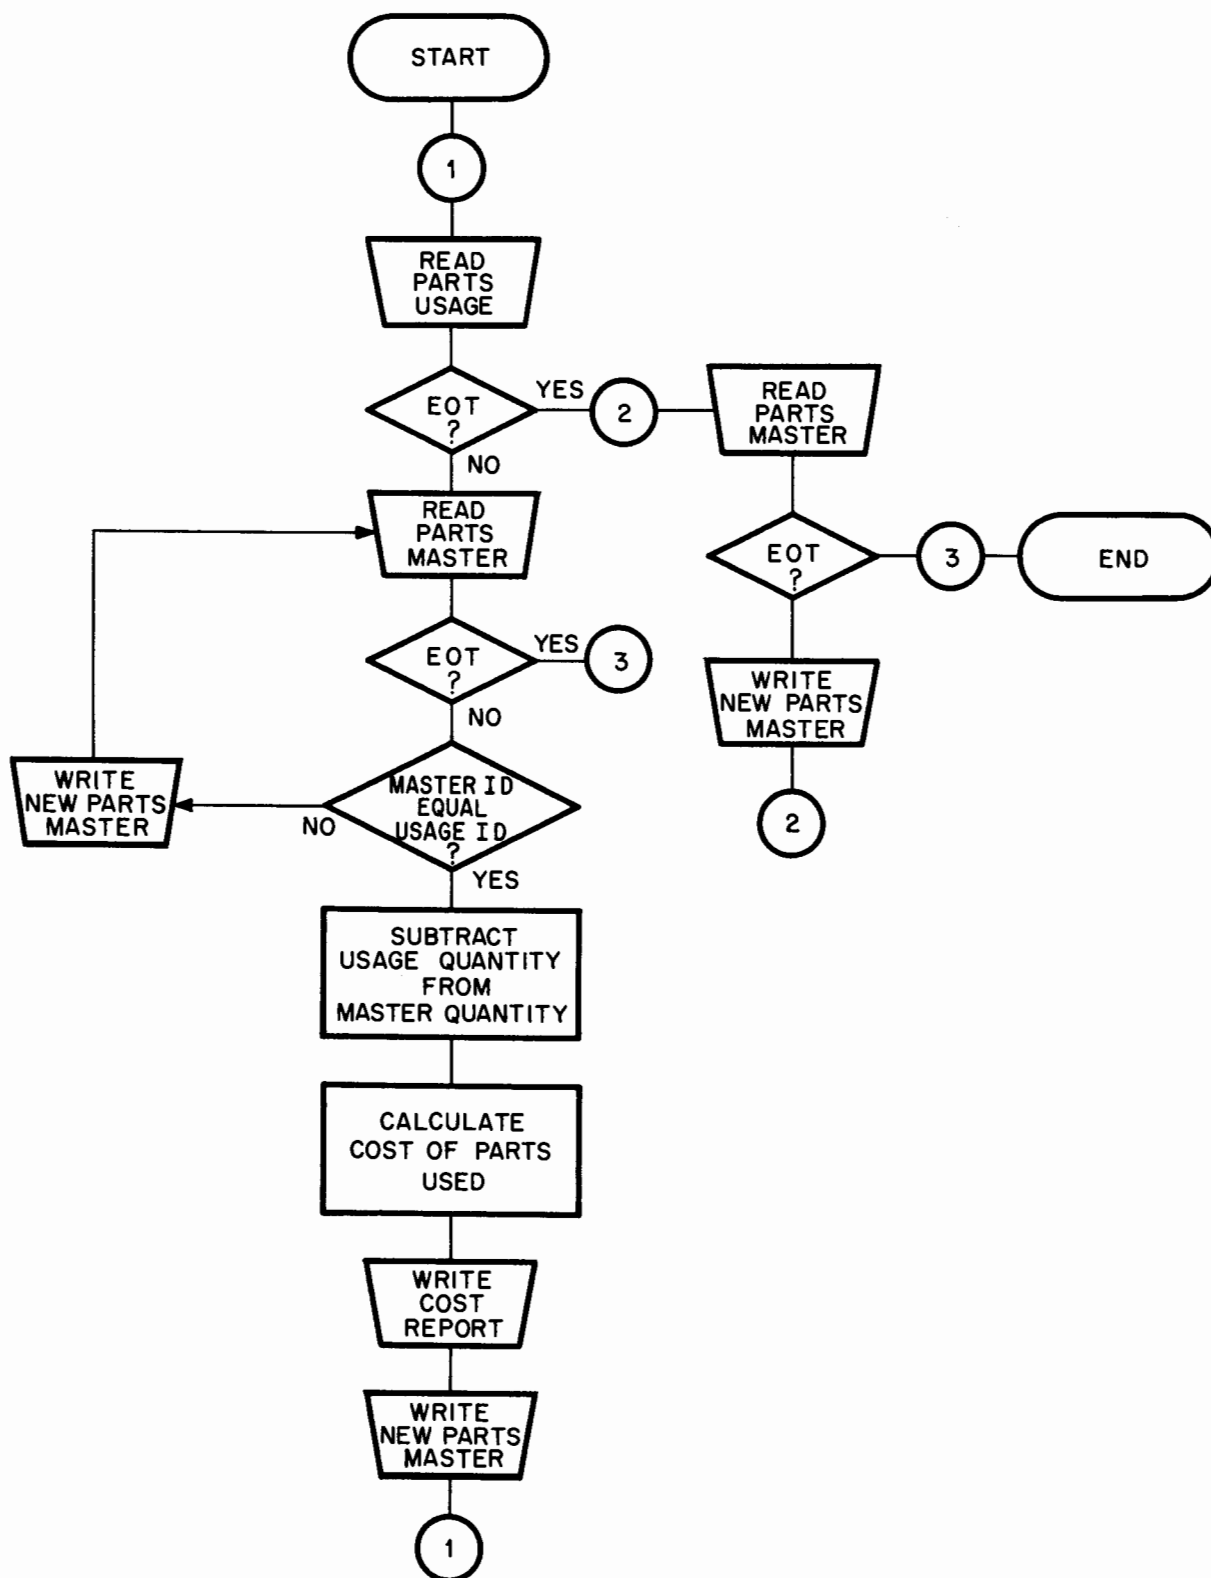 START
1
READ
PARTS
USAGE
EOT
?
YES
2
READ
PARTS
MASTER
NO
READ
PARTS
MASTER
EOT
?
3
END
EOT
?
YES
3
NO
WRITE
NEW PARTS
MASTER
2
MASTER ID
EQUAL
USAGE ID
?
NO
WRITE
NEW PARTS
MASTER
YES
SUBTRACT
USAGE QUANTITY
FROM
MASTER QUANTITY
CALCULATE
COST OF PARTS
USED
WRITE
COST
REPORT
WRITE
NEW PARTS
MASTER
1